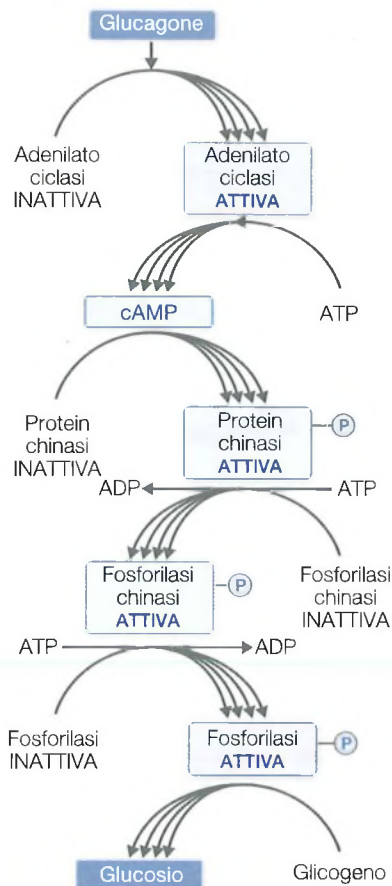 Glucagone
Adenilato
ciclasi
INATTIVA
Adenilato
ciclasi
ATTIVA
cAMP
ATP
Protein
chinasi
INATTIVA
Protein
chinasi
ATTIVA
P
ADP
ATP
Fosforilasi
chinasi
ATTIVA
P
Fosforilasi
chinasi
INATTIVA
ATP
ADP
Fosforilasi
INATTIVA
Fosforilasi
ATTIVA
P
Glucosio
Glicogeno